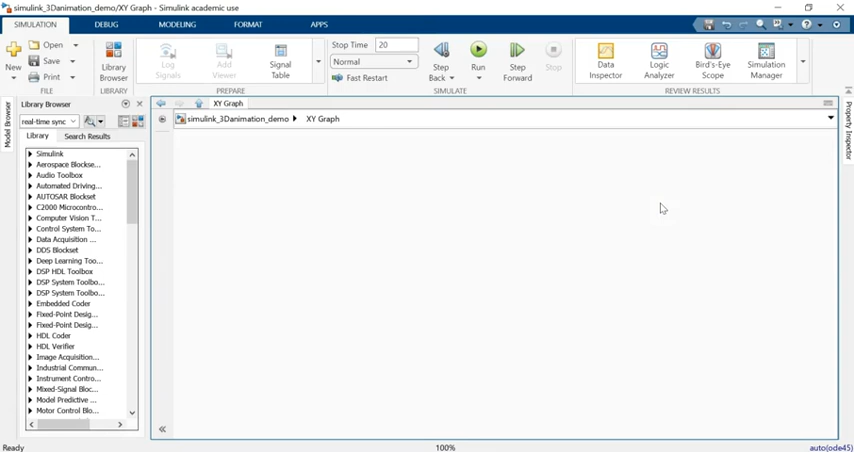 simulink_3Danimation_demo/XY Graph - Simulink academic use
SIMULATION DEBUG MODELING FORMAT APPS
New
Open
Save
Print
FILE
Library Browser
LIBRARY
Log Signals
Add Viewer
Signal Table
PREPARE
Stop Time 20
Normal
Fast Restart
Step Back
Run
Step Forward
Stop
SIMULATE
Data Inspector
Logic Analyzer
Bird's-Eye Scope
Simulation Manager
REVIEW RESULTS
Model Browser
Library Browser
real-time sync
Library Search Results
Simulink
Aerospace Blockse...
Audio Toolbox
Automated Driving...
AUTOSAR Blockset
C2000 Microcontro...
Computer Vision T...
Control System To...
Data Acquisition ...
DDS Blockset
Deep Learning Too...
DSP HDL Toolbox
DSP System Toolbo...
DSP System Toolbo...
Embedded Coder
Fixed-Point Desig...
Fixed-Point Desig...
HDL Coder
HDL Verifier
Image Acquisition...
Industrial Commun...
Instrument Contro...
Mixed-Signal Bloc...
Model Predictive ...
Motor Control Blo...
XY Graph
simulink_3Danimation_demo XY Graph
Property Inspector
Ready
100%
auto(ode45)